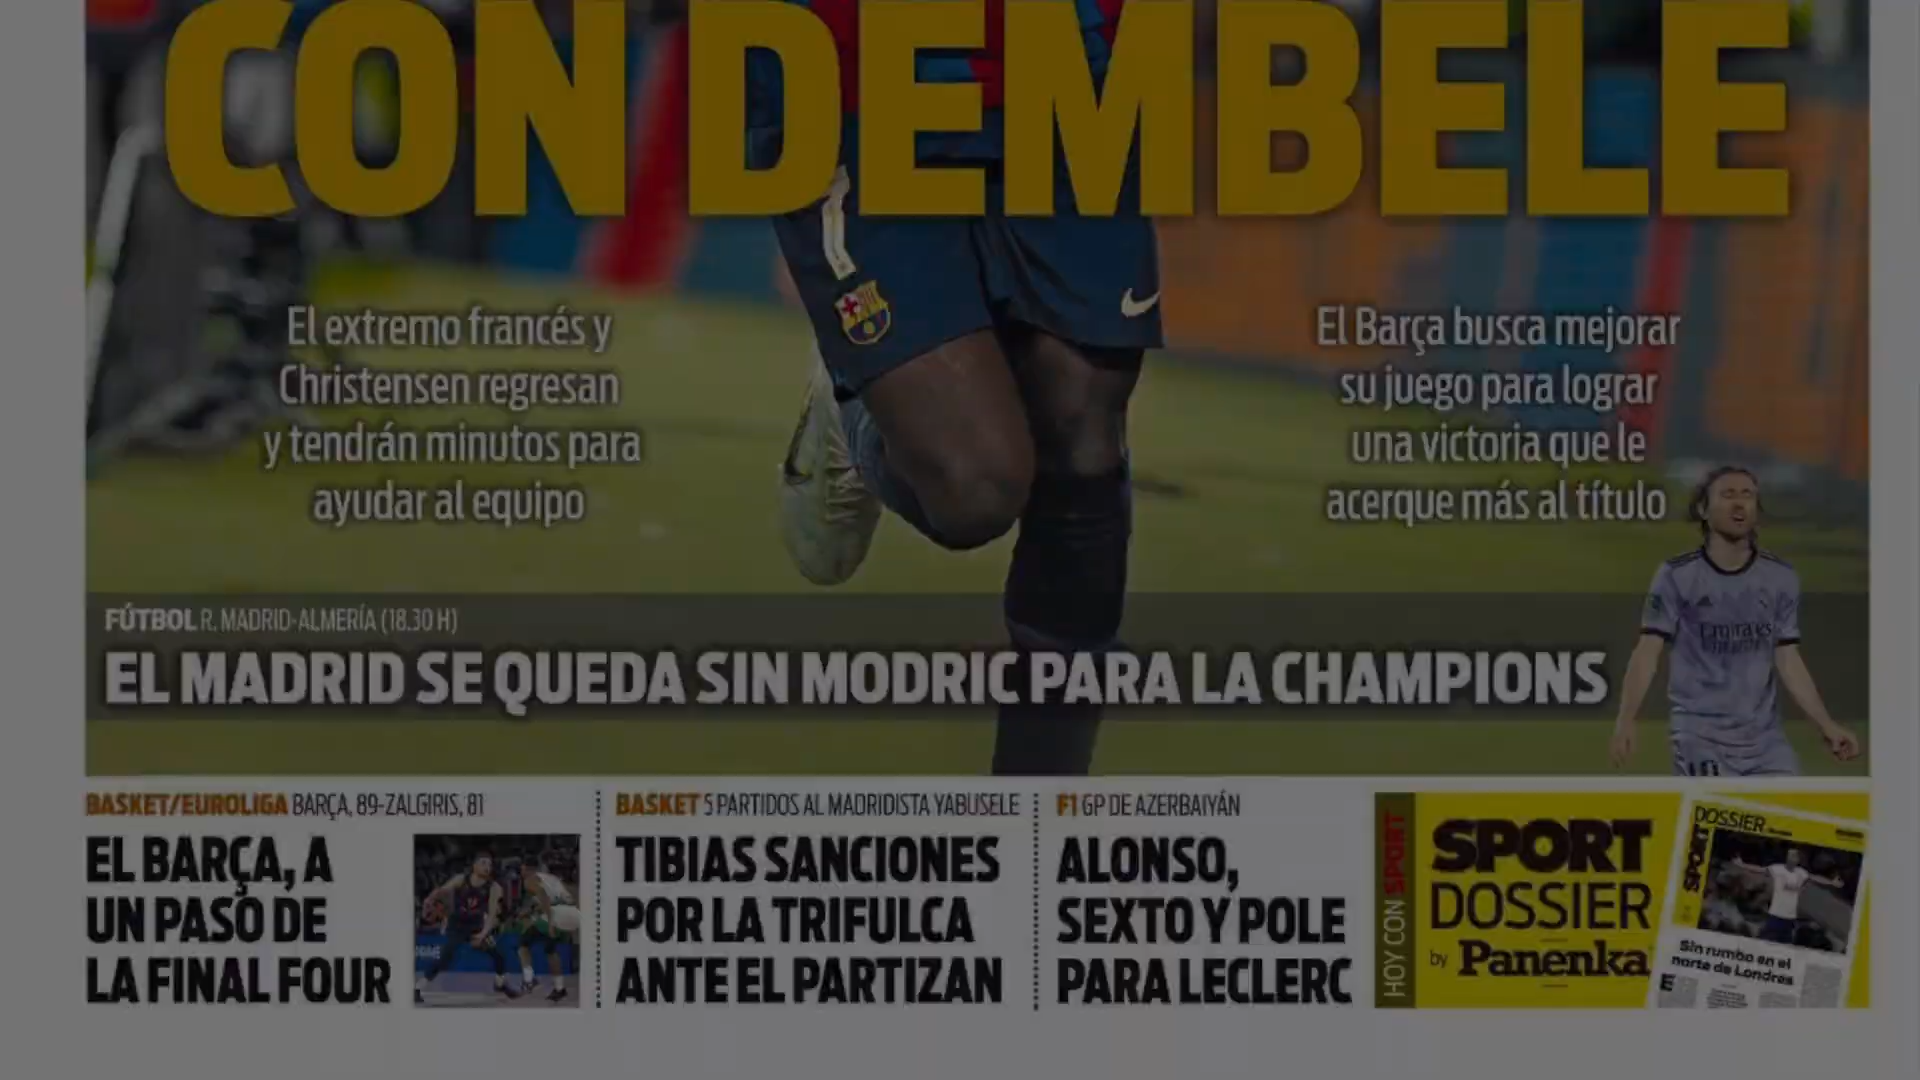 CON DEMBELE
El extremo francés y
Christensen regresan
y tendrán minutos para
ayudar al equipo
El Barça busca mejorar
su juego para lograr
una victoria que le
acerque más al título
FÚTBOL R. MADRID-ALMERÍA (18.30 H)
EL MADRID SE QUEDA SIN MODRIC PARA LA CHAMPIONS
Emirates
10
BASKET/EUROLIGA BARÇA, 89-ZALGIRIS, 81
EL BARÇA, A
UN PASO DE
LA FINAL FOUR
BASKET 5 PARTIDOS AL MADRIDISTA YABUSELE
TIBIAS SANCIONES
POR LA TRIFULCA
ANTE EL PARTIZAN
F1 GP DE AZERBAIYÁN
ALONSO,
SEXTO Y POLE
PARA LECLERC
HOY CON SPORT
SPORT
DOSSIER
by Panenka
DOSSIER
SPORT
Sin rumbo en el
norte de Londres
E